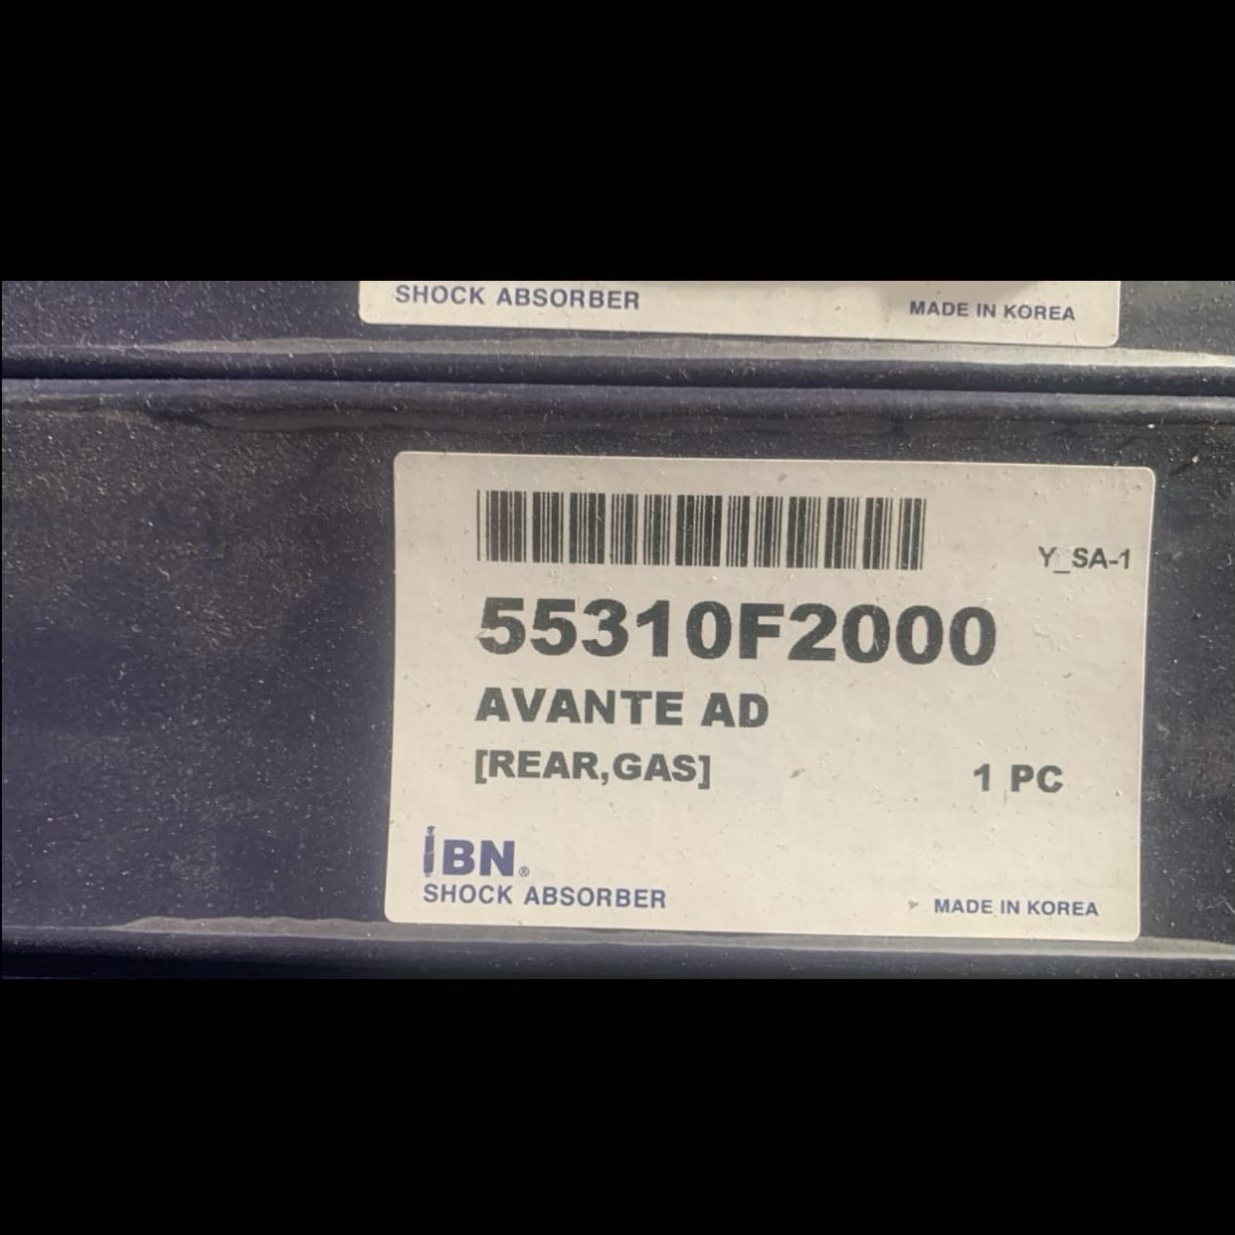 SHOCK ABSORBER
MADE IN KOREA
Y_SA-1
55310F2000
AVANTE AD
[REAR,GAS]
1 PC
iBN®
SHOCK ABSORBER
MADE IN KOREA